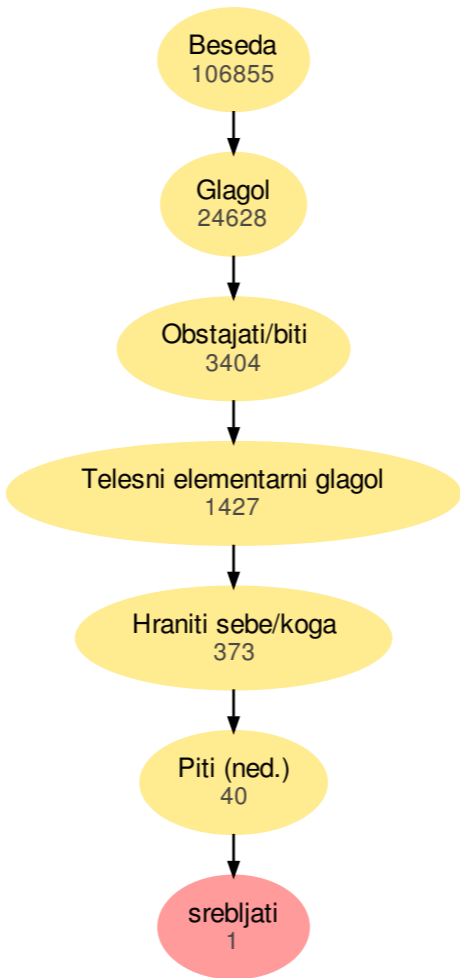 Beseda
106855
Glagol
24628
Obstajati/biti
3404
Telesni elementarni glagol
1427
Hraniti sebe/koga
373
Piti (ned.)
40
srebljati
1